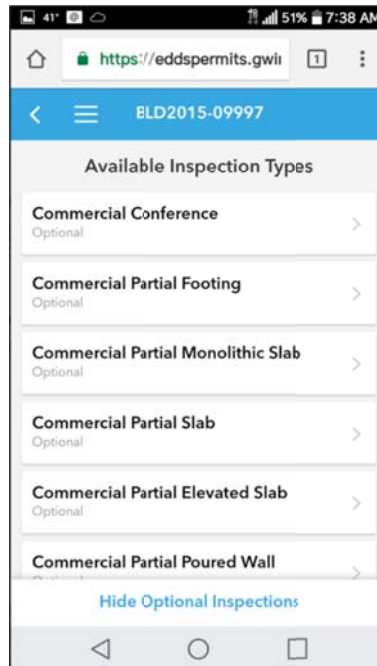 41° 51% 7:38 AM
https://eddspermits.gwin 1
BLD2015-09997
Available Inspection Types
Commercial Conference
Optional
Commercial Partial Footing
Optional
Commercial Partial Monolithic Slab
Optional
Commercial Partial Slab
Optional
Commercial Partial Elevated Slab
Optional
Commercial Partial Poured Wall
Hide Optional Inspections